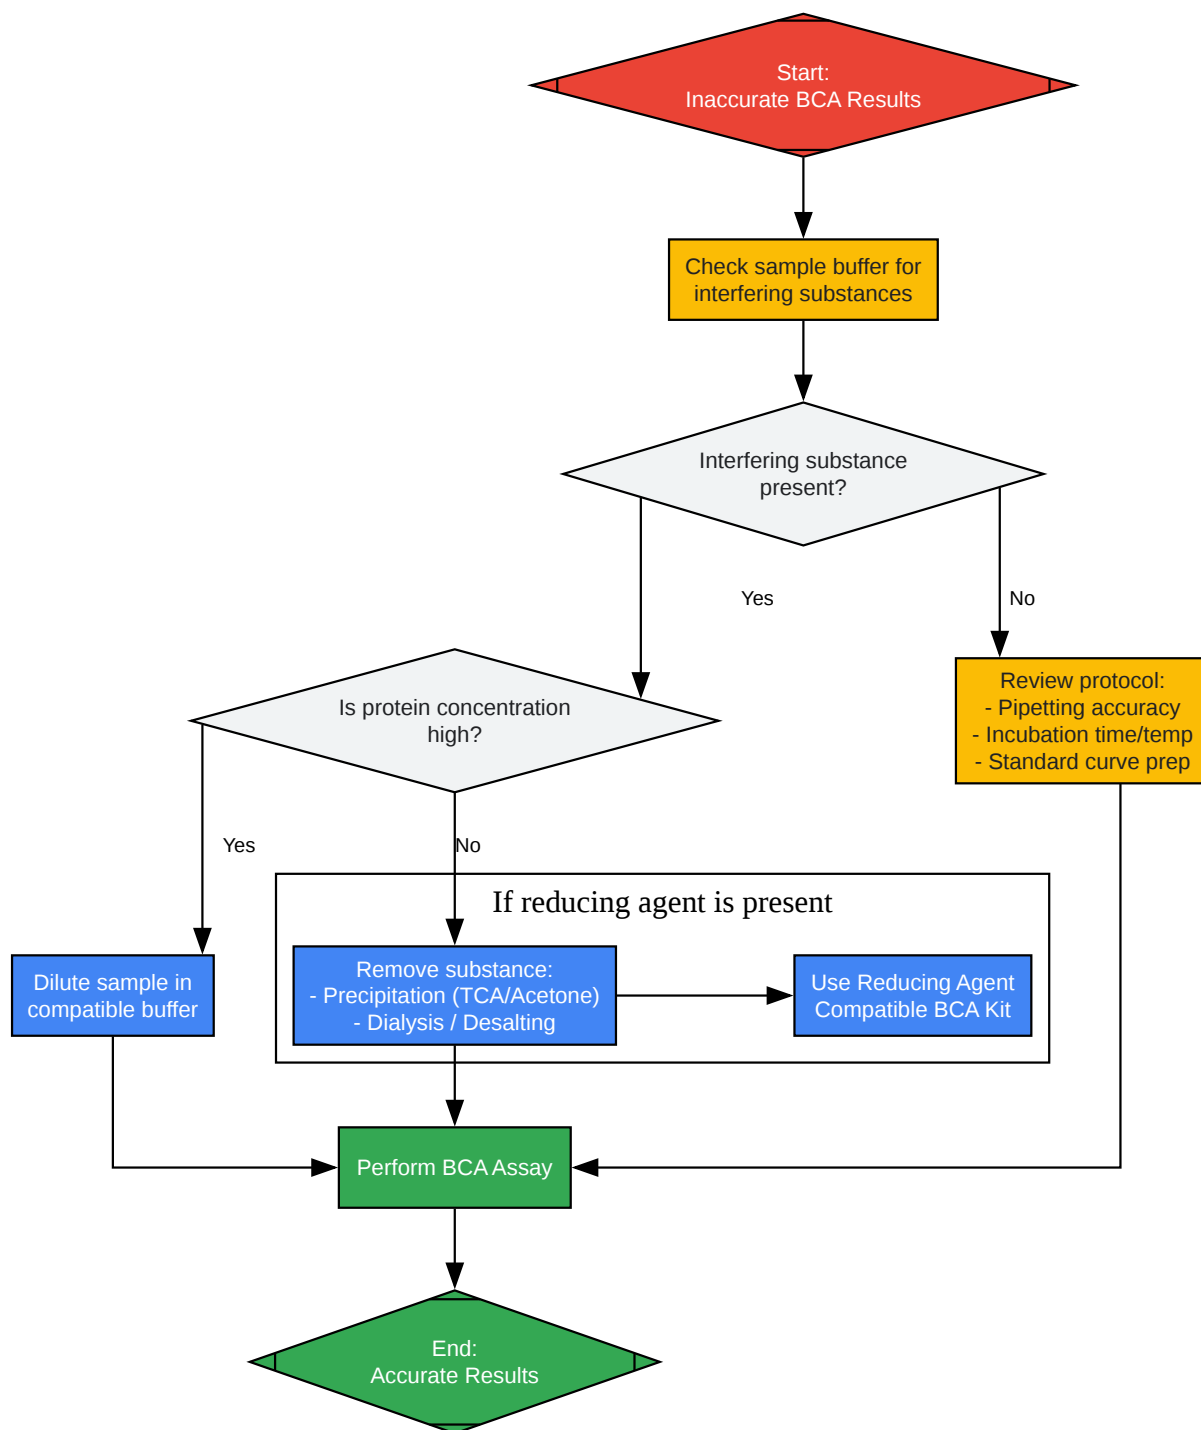 Start:
Inaccurate BCA Results
Check sample buffer for
interfering substances
Interfering substance
present?
Yes
No
Is protein concentration
high?
Review protocol:
- Pipetting accuracy
- Incubation time/temp
- Standard curve prep
Yes
No
If reducing agent is present
Dilute sample in
compatible buffer
Remove substance:
- Precipitation (TCA/Acetone)
- Dialysis / Desalting
Use Reducing Agent
Compatible BCA Kit
Perform BCA Assay
End:
Accurate Results